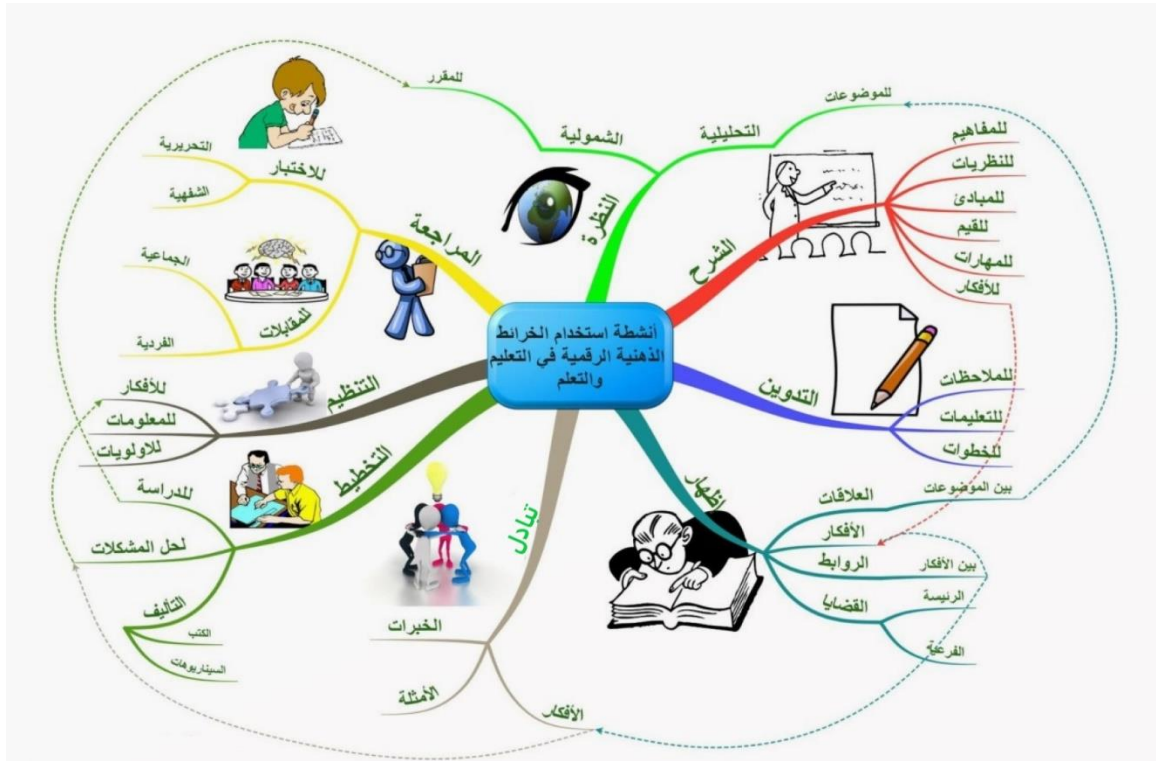 أنشطة استخدام الخرائط
الذهنية الرقمية في التعليم
والتعلم
النظرة
التحليلية
للموضوعات
الشمولية
للمقرر
الشرح
للمفاهيم
للنظريات
للمبادئ
للقيم
للمهارات
للأفكار
التدوين
للملاحظات
للتعليمات
للخطوات
اظهار
العلاقات
بين الموضوعات
الأفكار
الروابط
بين الأفكار
القضايا
الرئيسة
الفرعية
تبادل
الخبرات
الأمثلة
الأفكار
التخطيط
للدراسة
لحل المشكلات
التأليف
الكتب
السيناريوهات
التنظيم
للأفكار
للمعلومات
للاولويات
المراجعة
للاختبار
التحريرية
الشفهية
للمقابلات
الجماعية
الفردية